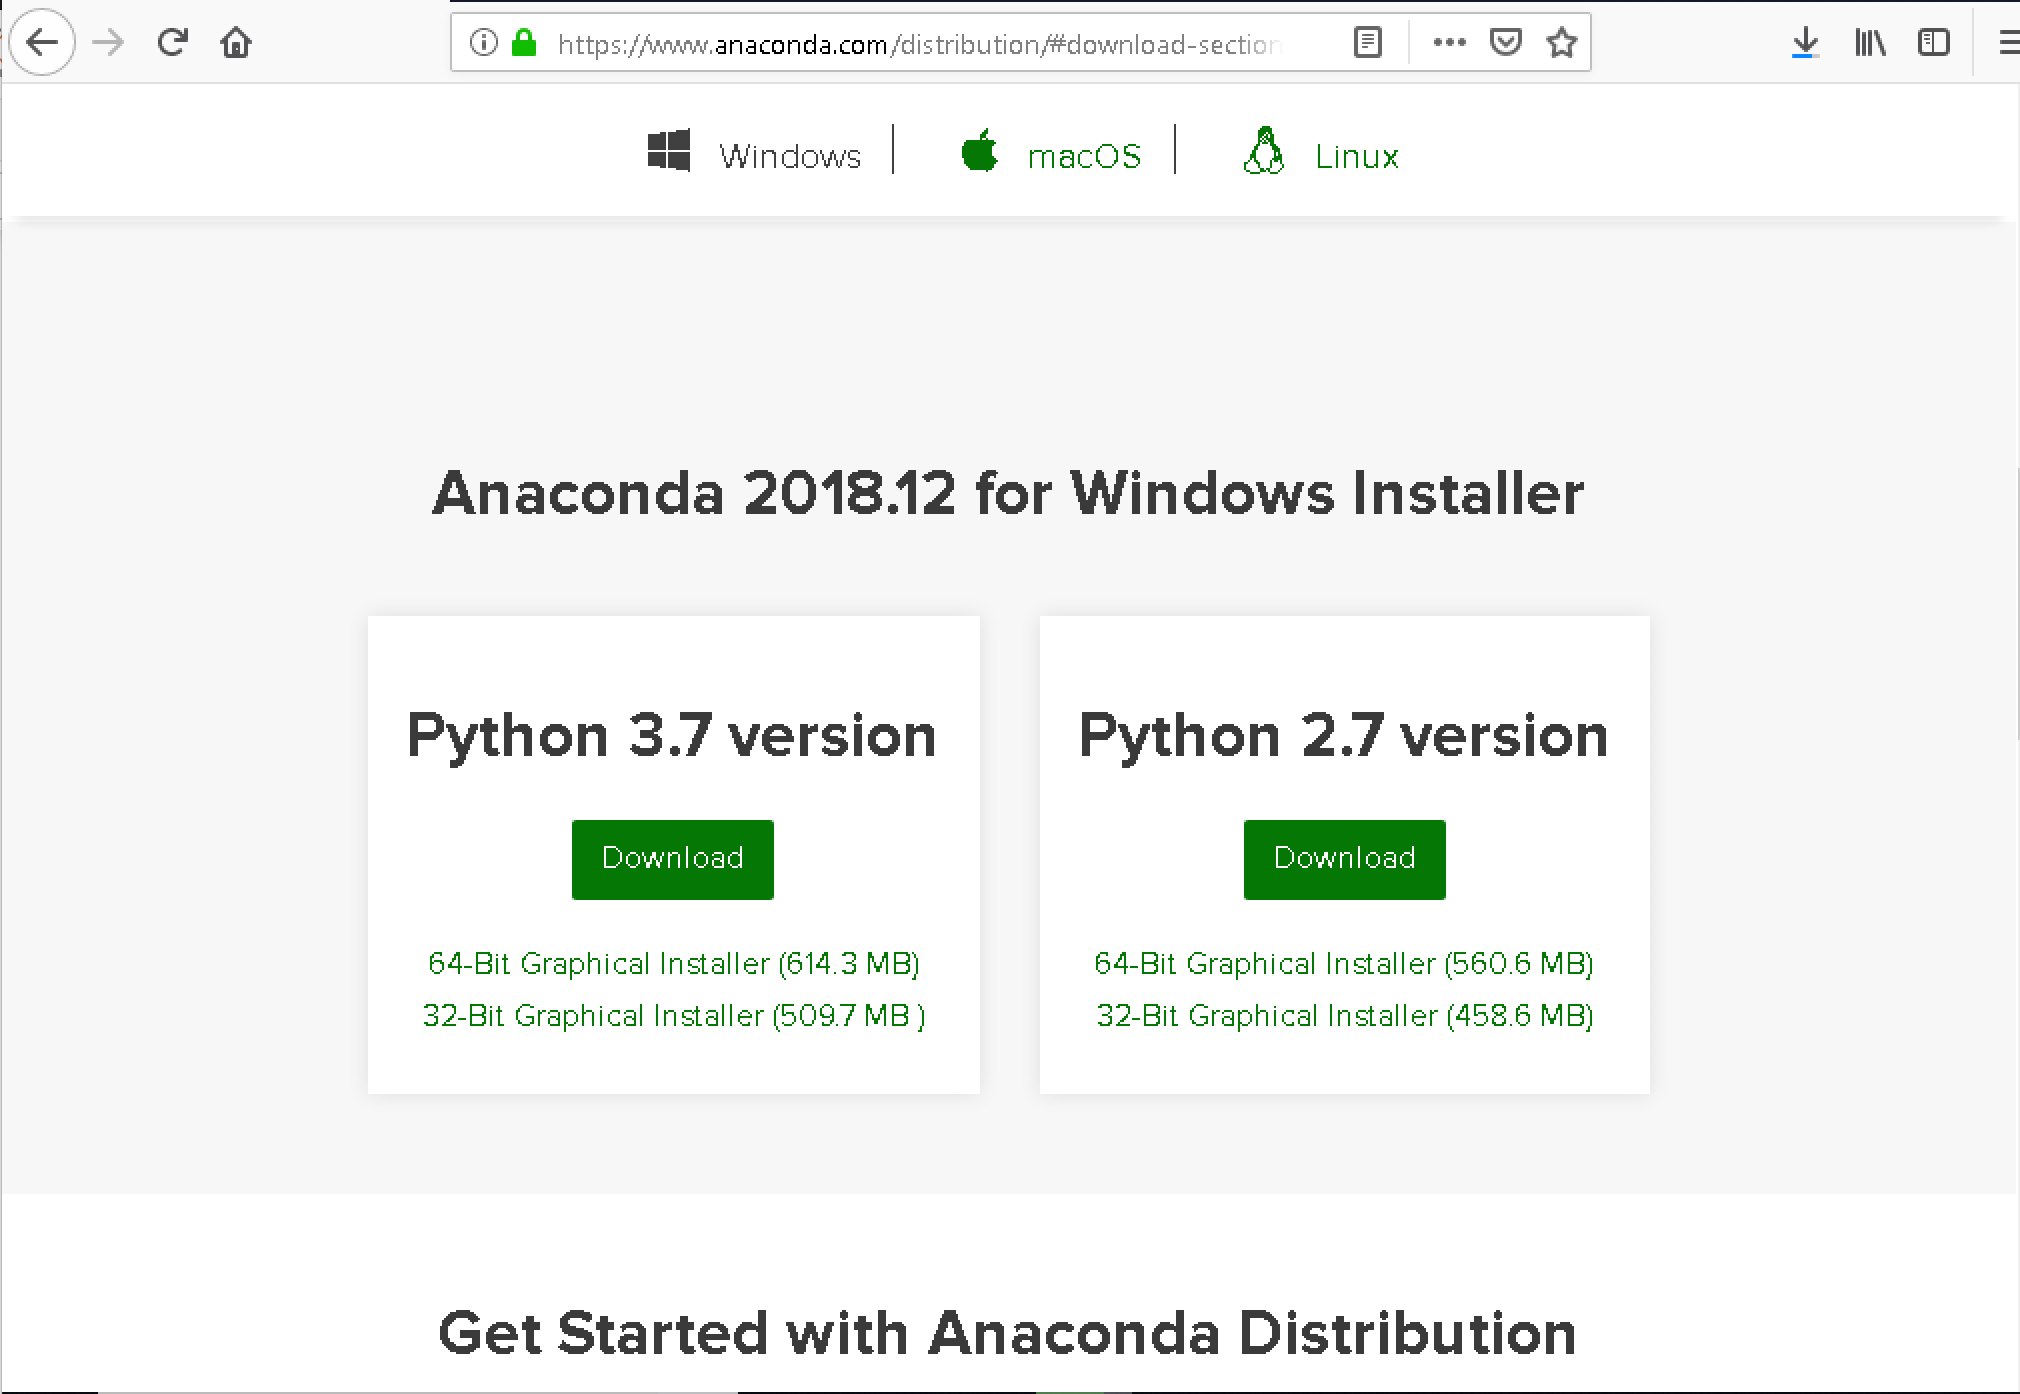 https://www.anaconda.com/distribution/#download-section
Windows macOS Linux
Anaconda 2018.12 for Windows Installer
Python 3.7 version
Download
64-Bit Graphical Installer (614.3 MB)
32-Bit Graphical Installer (509.7 MB )
Python 2.7 version
Download
64-Bit Graphical Installer (560.6 MB)
32-Bit Graphical Installer (458.6 MB)
Get Started with Anaconda Distribution